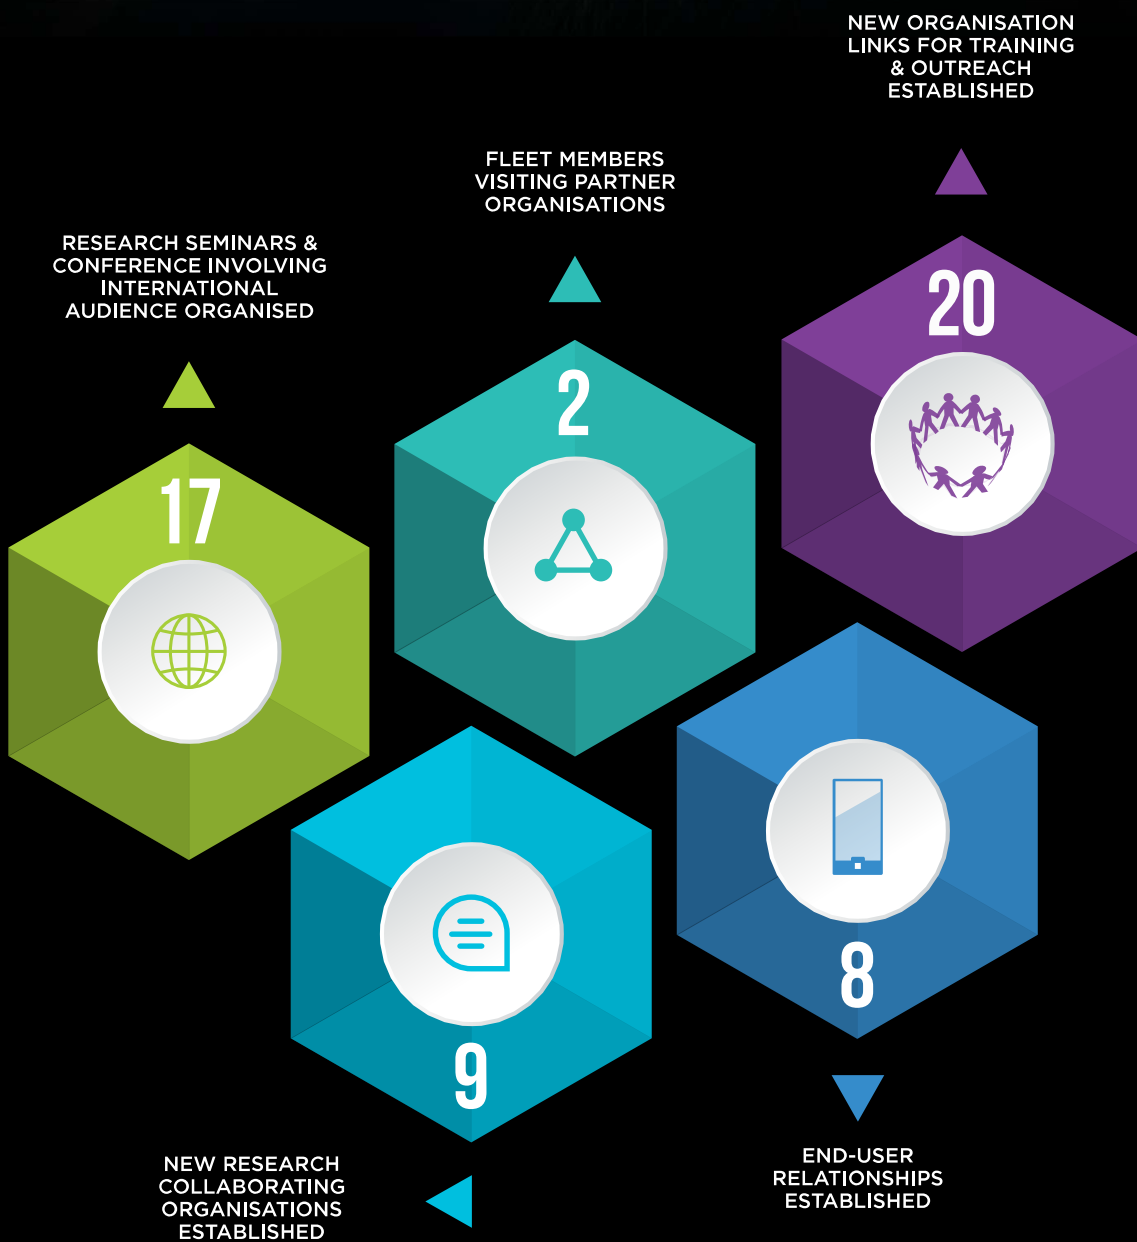 NEW ORGANISATION
LINKS FOR TRAINING
& OUTREACH
ESTABLISHED
20
FLEET MEMBERS
VISITING PARTNER
ORGANISATIONS
2
RESEARCH SEMINARS &
CONFERENCE INVOLVING
INTERNATIONAL
AUDIENCE ORGANISED
17
9
NEW RESEARCH
COLLABORATING
ORGANISATIONS
ESTABLISHED
8
END-USER
RELATIONSHIPS
ESTABLISHED